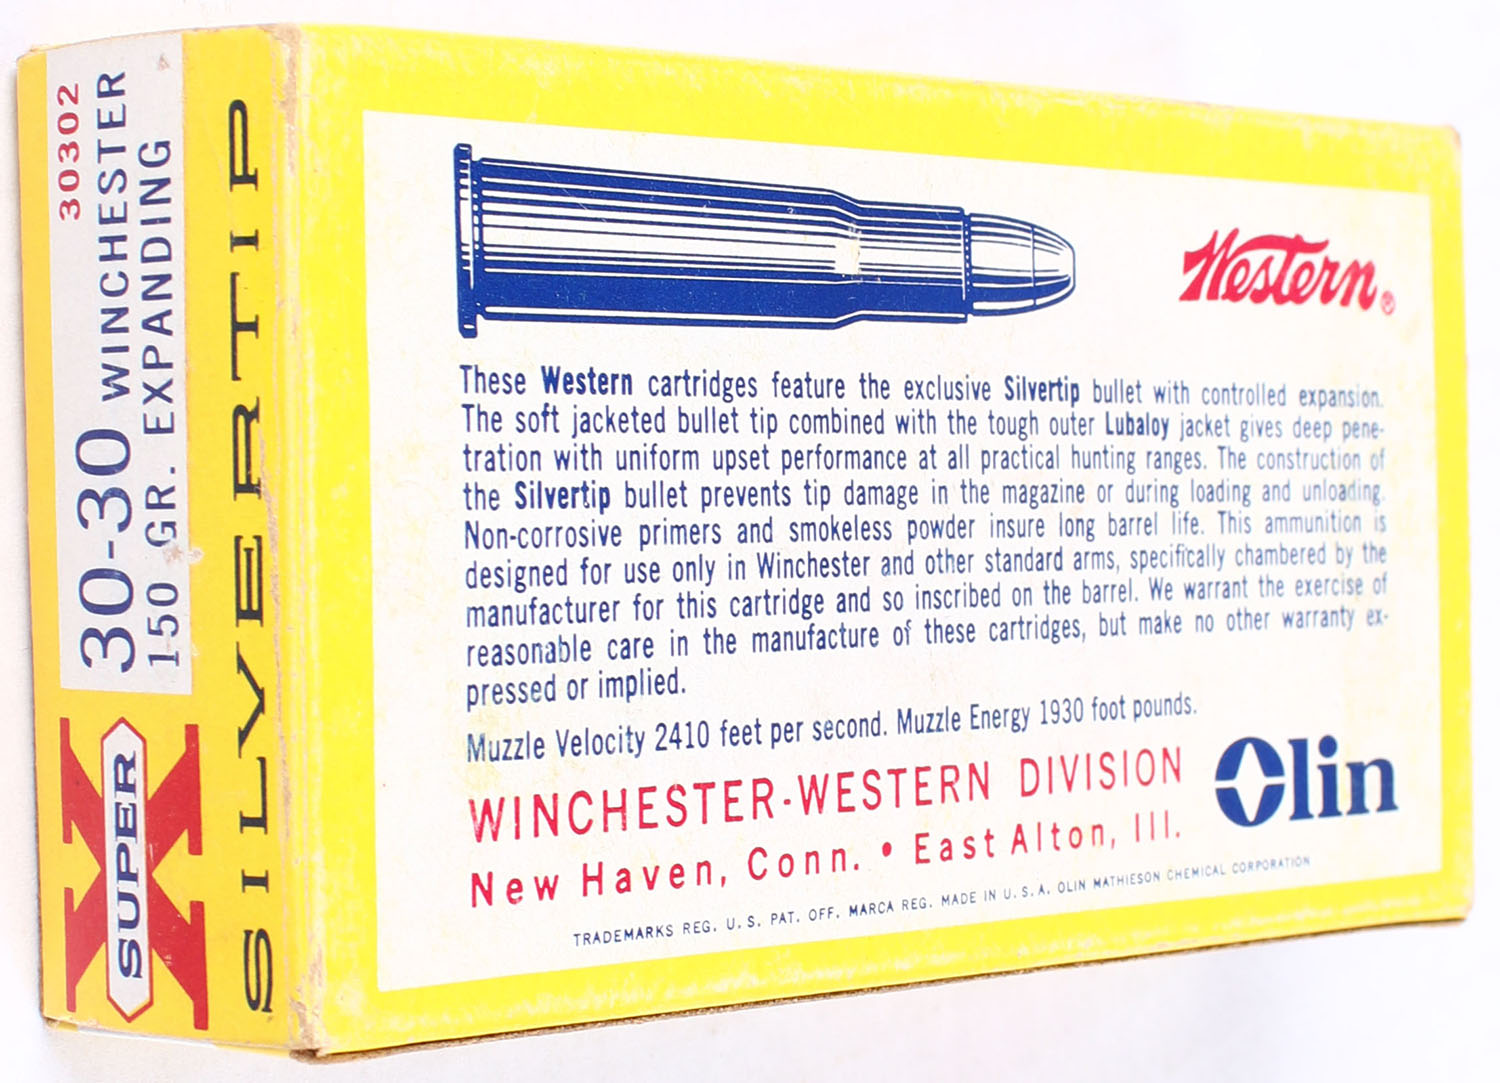 30302
30-30 WINCHESTER
150 GR. EXPANDING
SUPER X
SILVERTIP
Western®
These Western cartridges feature the exclusive Silvertip bullet with controlled expansion.
The soft jacketed bullet tip combined with the tough outer Lubaloy jacket gives deep pene-
tration with uniform upset performance at all practical hunting ranges. The construction of
the Silvertip bullet prevents tip damage in the magazine or during loading and unloading.
Non-corrosive primers and smokeless powder insure long barrel life. This ammunition is
designed for use only in Winchester and other standard arms, specifically chambered by the
manufacturer for this cartridge and so inscribed on the barrel. We warrant the exercise of
reasonable care in the manufacture of these cartridges, but make no other warranty ex-
pressed or implied.
Muzzle Velocity 2410 feet per second. Muzzle Energy 1930 foot pounds.
WINCHESTER-WESTERN DIVISION
New Haven, Conn. • East Alton, Ill.
Olin
TRADEMARKS REG. U. S. PAT. OFF. MARCA REG. MADE IN U. S. A. OLIN MATHIESON CHEMICAL CORPORATION